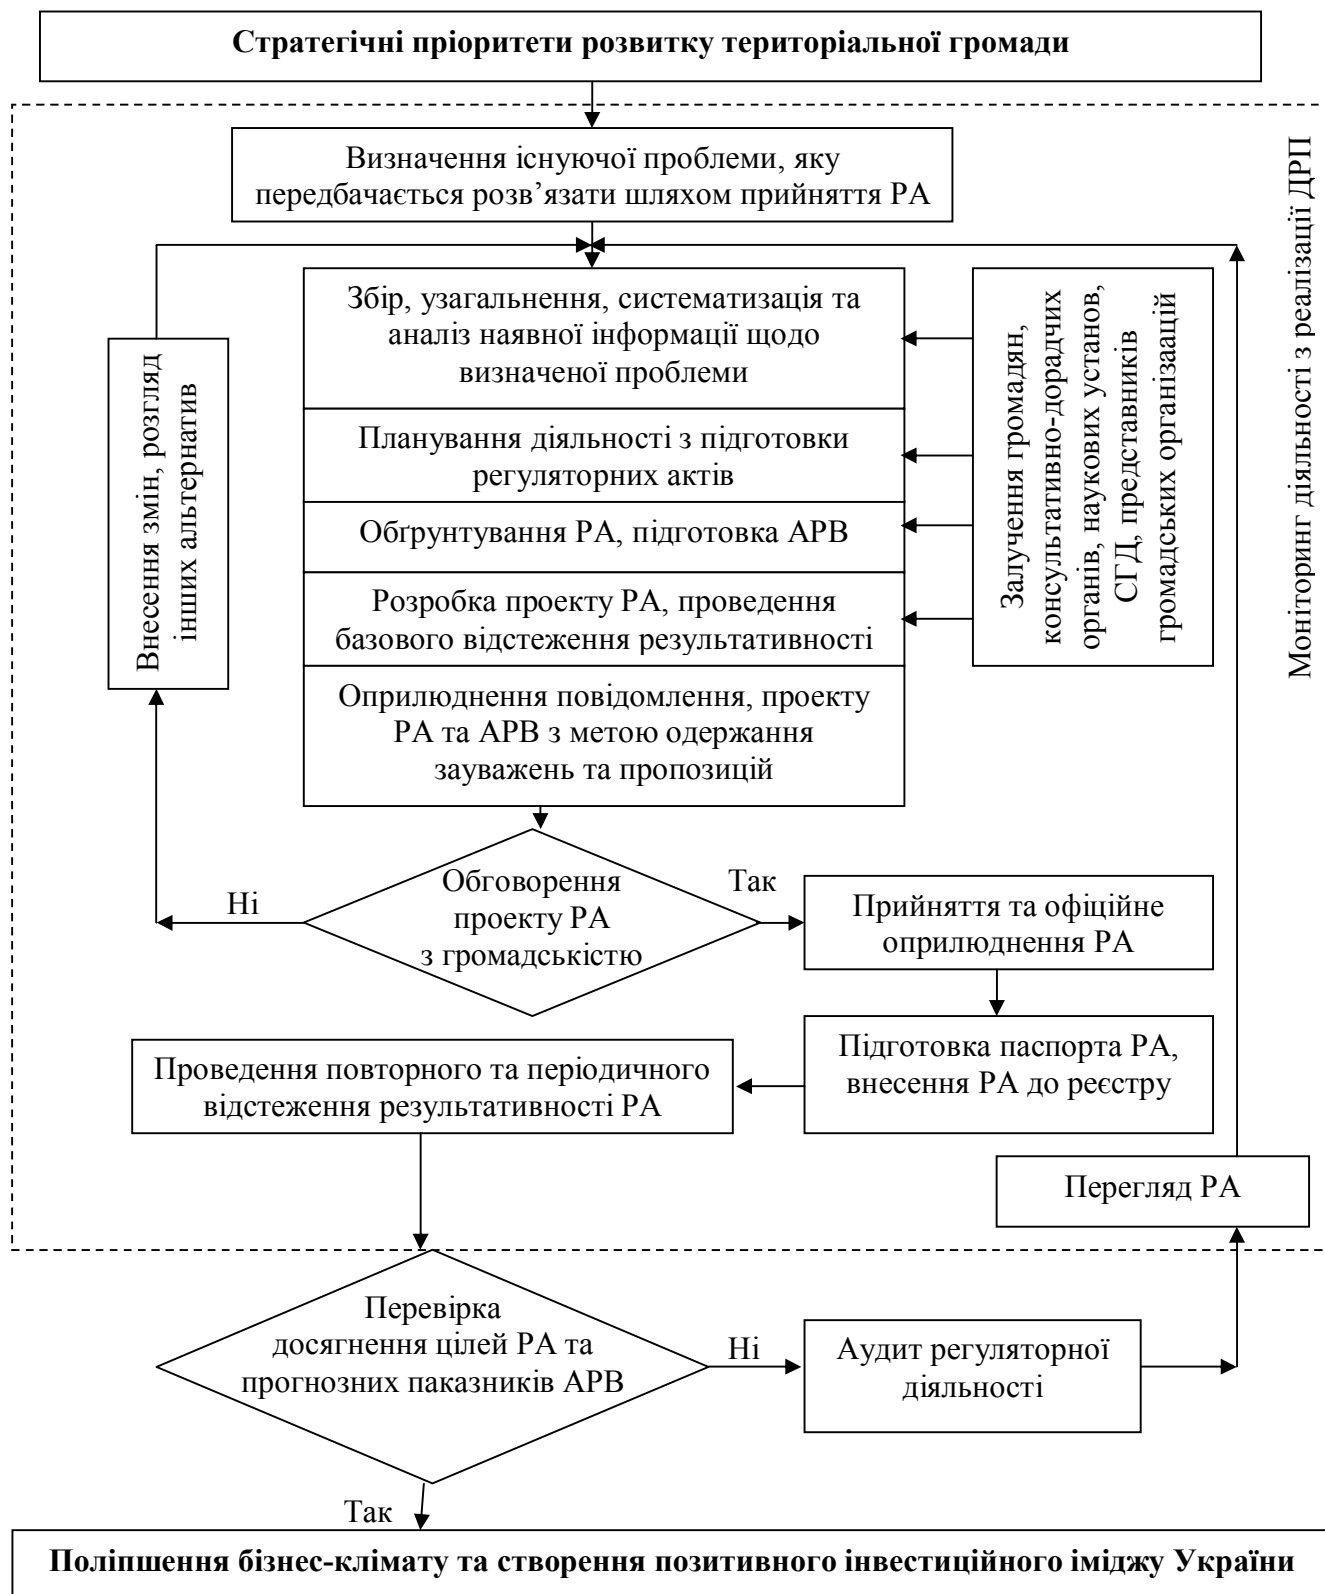 Стратегічні пріоритети розвитку територіальної громади
Визначення існуючої проблеми, яку
передбачається розв’язати шляхом прийняття РА
Моніторинг діяльності з реалізації ДРП
Збір, узагальнення, систематизація та
аналіз наявної інформації щодо
визначеної проблеми
Планування діяльності з підготовки
регуляторних актів
Обґрунтування РА, підготовка АРВ
Розробка проекту РА, проведення
базового відстеження результативності
Оприлюднення повідомлення, проекту
РА та АРВ з метою одержання
зауважень та пропозицій
Залучення громадян,
консультативно-дорадчих
органів, наукових установ,
СГД, представників
громадських організаацій
Внесення змін, розгляд
інших альтернатив
Обговорення
проекту РА
з громадськістю
Ні
Так
Прийняття та офіційне
оприлюднення РА
Підготовка паспорта РА,
внесення РА до реєстру
Проведення повторного та періодичного
відстеження результативності РА
Перегляд РА
Перевірка
досягнення цілей РА та
прогнозних паказників АРВ
Ні
Аудит регуляторної
діяльності
Так
Поліпшення бізнес-клімату та створення позитивного інвестиційного іміджу України